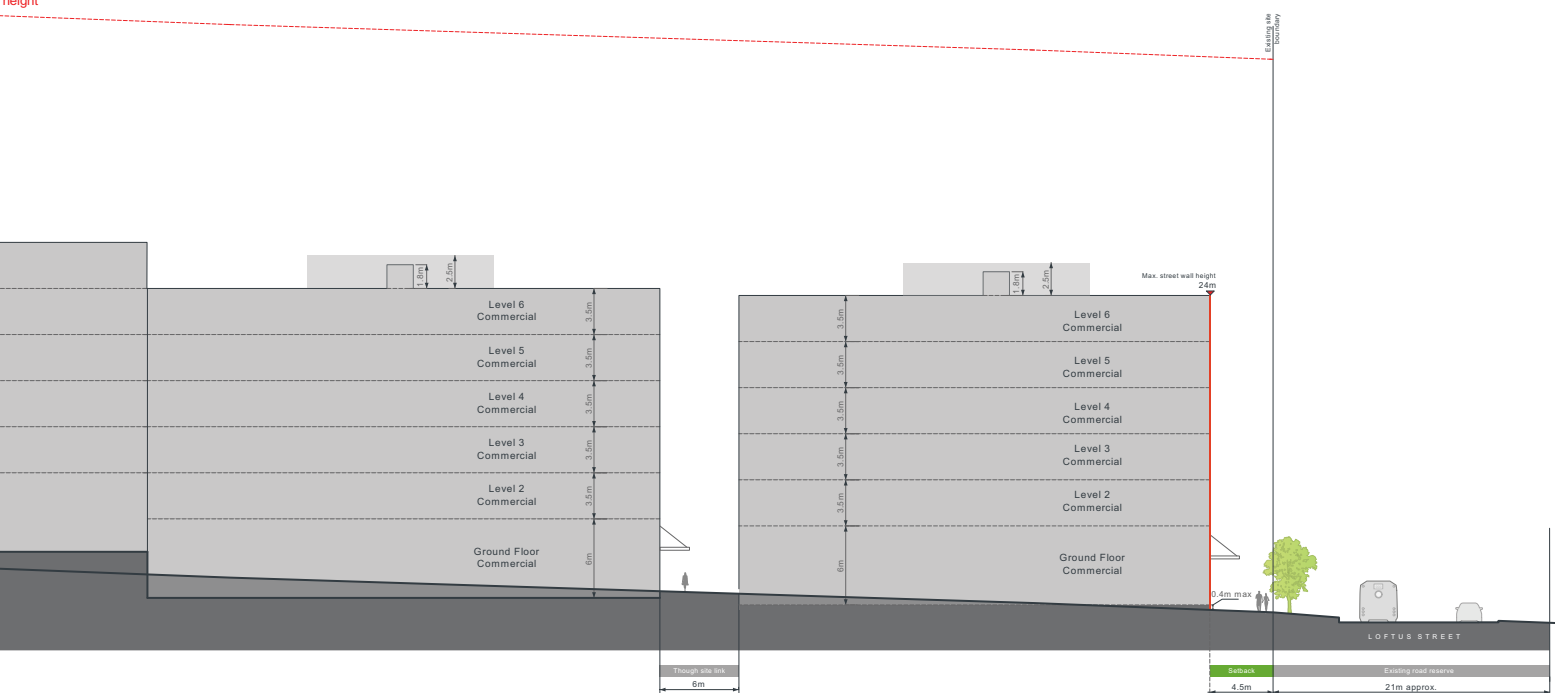 height
Existing site
boundary
Max. street wall height
24m
1.8m
2.5m
1.8m
2.5m
Level 6
Commercial
3.5m
Level 5
Commercial
3.5m
Level 4
Commercial
3.5m
Level 3
Commercial
3.5m
Level 2
Commercial
3.5m
Ground Floor
Commercial
6m
3.5m
Level 6
Commercial
3.5m
Level 5
Commercial
3.5m
Level 4
Commercial
3.5m
Level 3
Commercial
3.5m
Level 2
Commercial
6m
Ground Floor
Commercial
0.4m max
LOFTUS STREET
Though site link
Setback
Existing road reserve
6m
4.5m
21m approx.